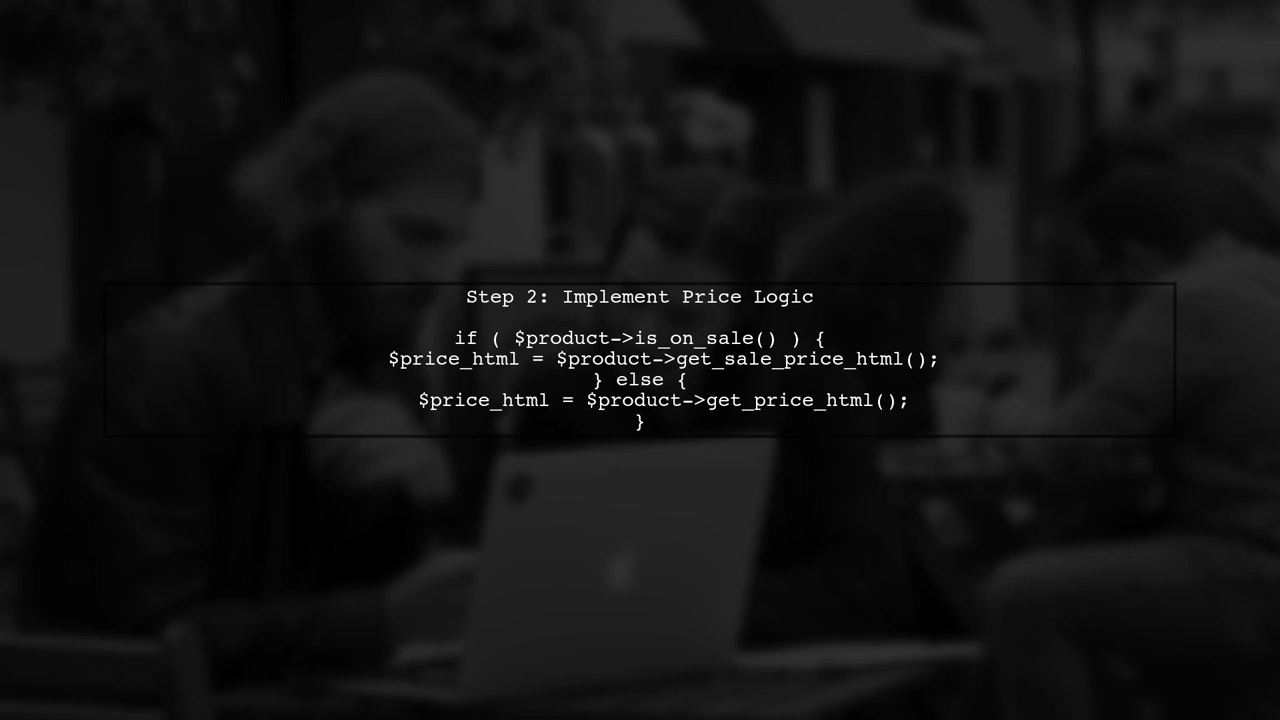 Step 2: Implement Price Logic
if ( $product->is_on_sale() ) {
$price_html = $product->get_sale_price_html();
} else {
$price_html = $product->get_price_html();
}